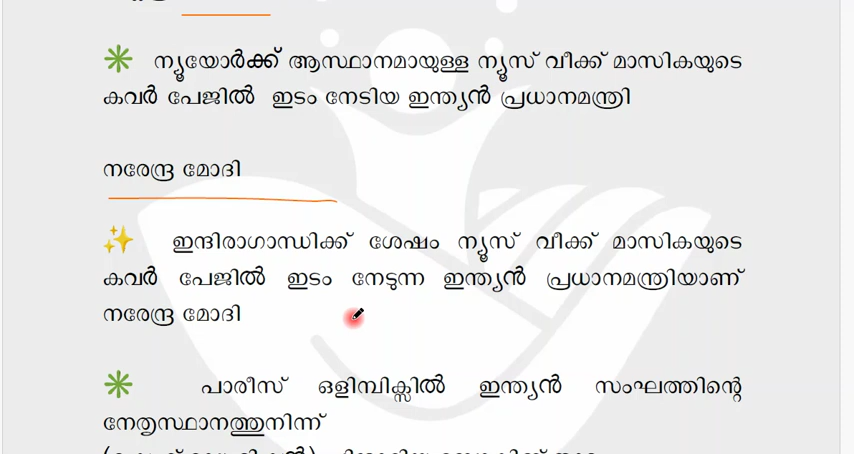 ന്യൂയോർക്ക് ആസ്ഥാനമായുള്ള ന്യൂസ് വീക്ക് മാസികയുടെ
കവർ പേജിൽ ഇടം നേടിയ ഇന്ത്യൻ പ്രധാനമന്ത്രി
നരേന്ദ്ര മോദി
ഇന്ദിരാഗാന്ധിക്ക് ശേഷം ന്യൂസ് വീക്ക് മാസികയുടെ
കവർ പേജിൽ ഇടം നേടുന്ന ഇന്ത്യൻ പ്രധാനമന്ത്രിയാണ്
നരേന്ദ്ര മോദി
പാരീസ് ഒളിമ്പിക്സിൽ ഇന്ത്യൻ സംഘത്തിന്റെ
നേതൃസ്ഥാനത്തുനിന്ന്